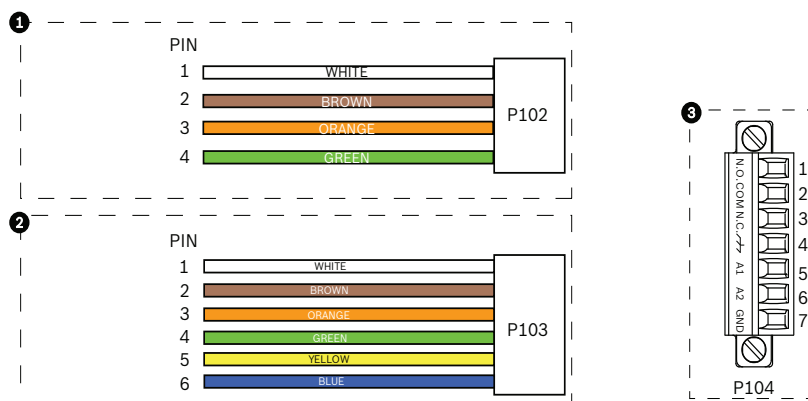 1
PIN
1 WHITE
2 BROWN
3 ORANGE
4 GREEN
P102
2
PIN
1 WHITE
2 BROWN
3 ORANGE
4 GREEN
5 YELLOW
6 BLUE
P103
3
N.O. 1
COM 2
N.C. 3
4
A1 5
A2 6
GND 7
P104